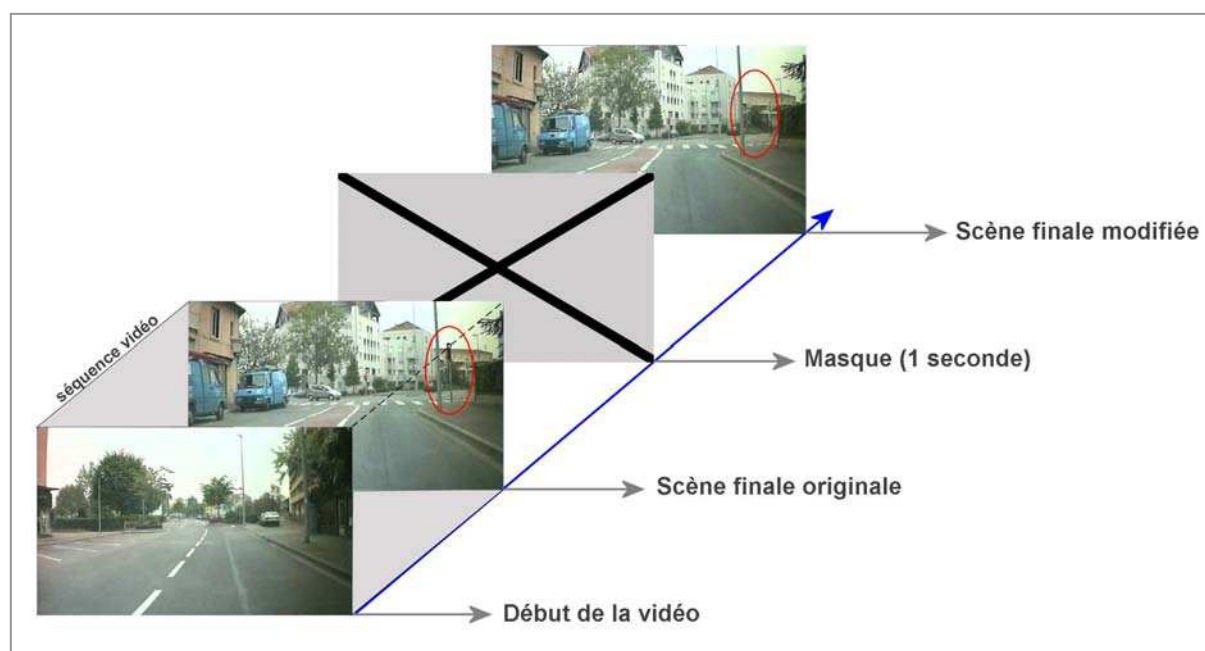 Scène finale modifiée
Masque (1 seconde)
séquence vidéo
Scène finale originale
Début de la vidéo